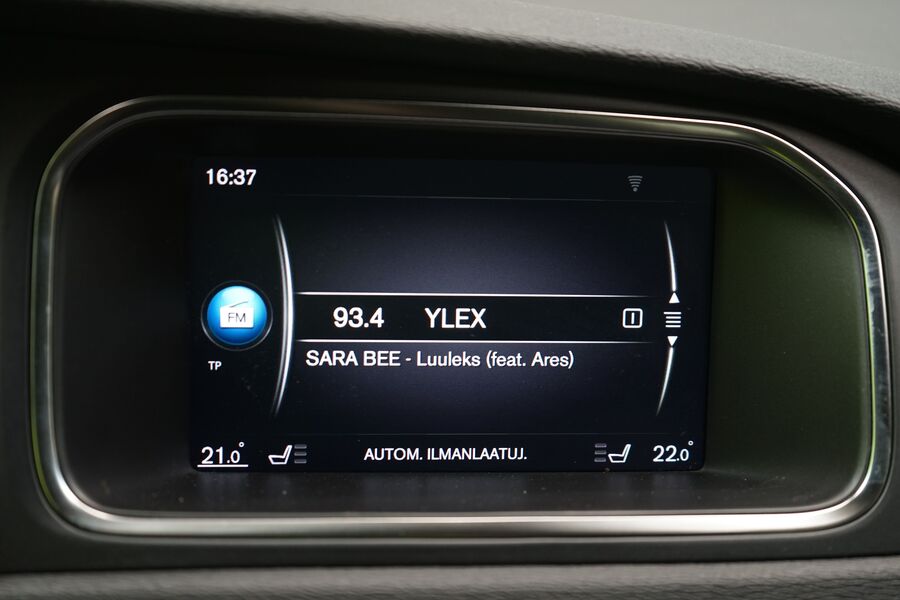 16:37
FM
93.4 YLEX
TP
SARA BEE - Luuleks (feat. Ares)
21.0° AUTOM. ILMANLAATUJ. 22.0°